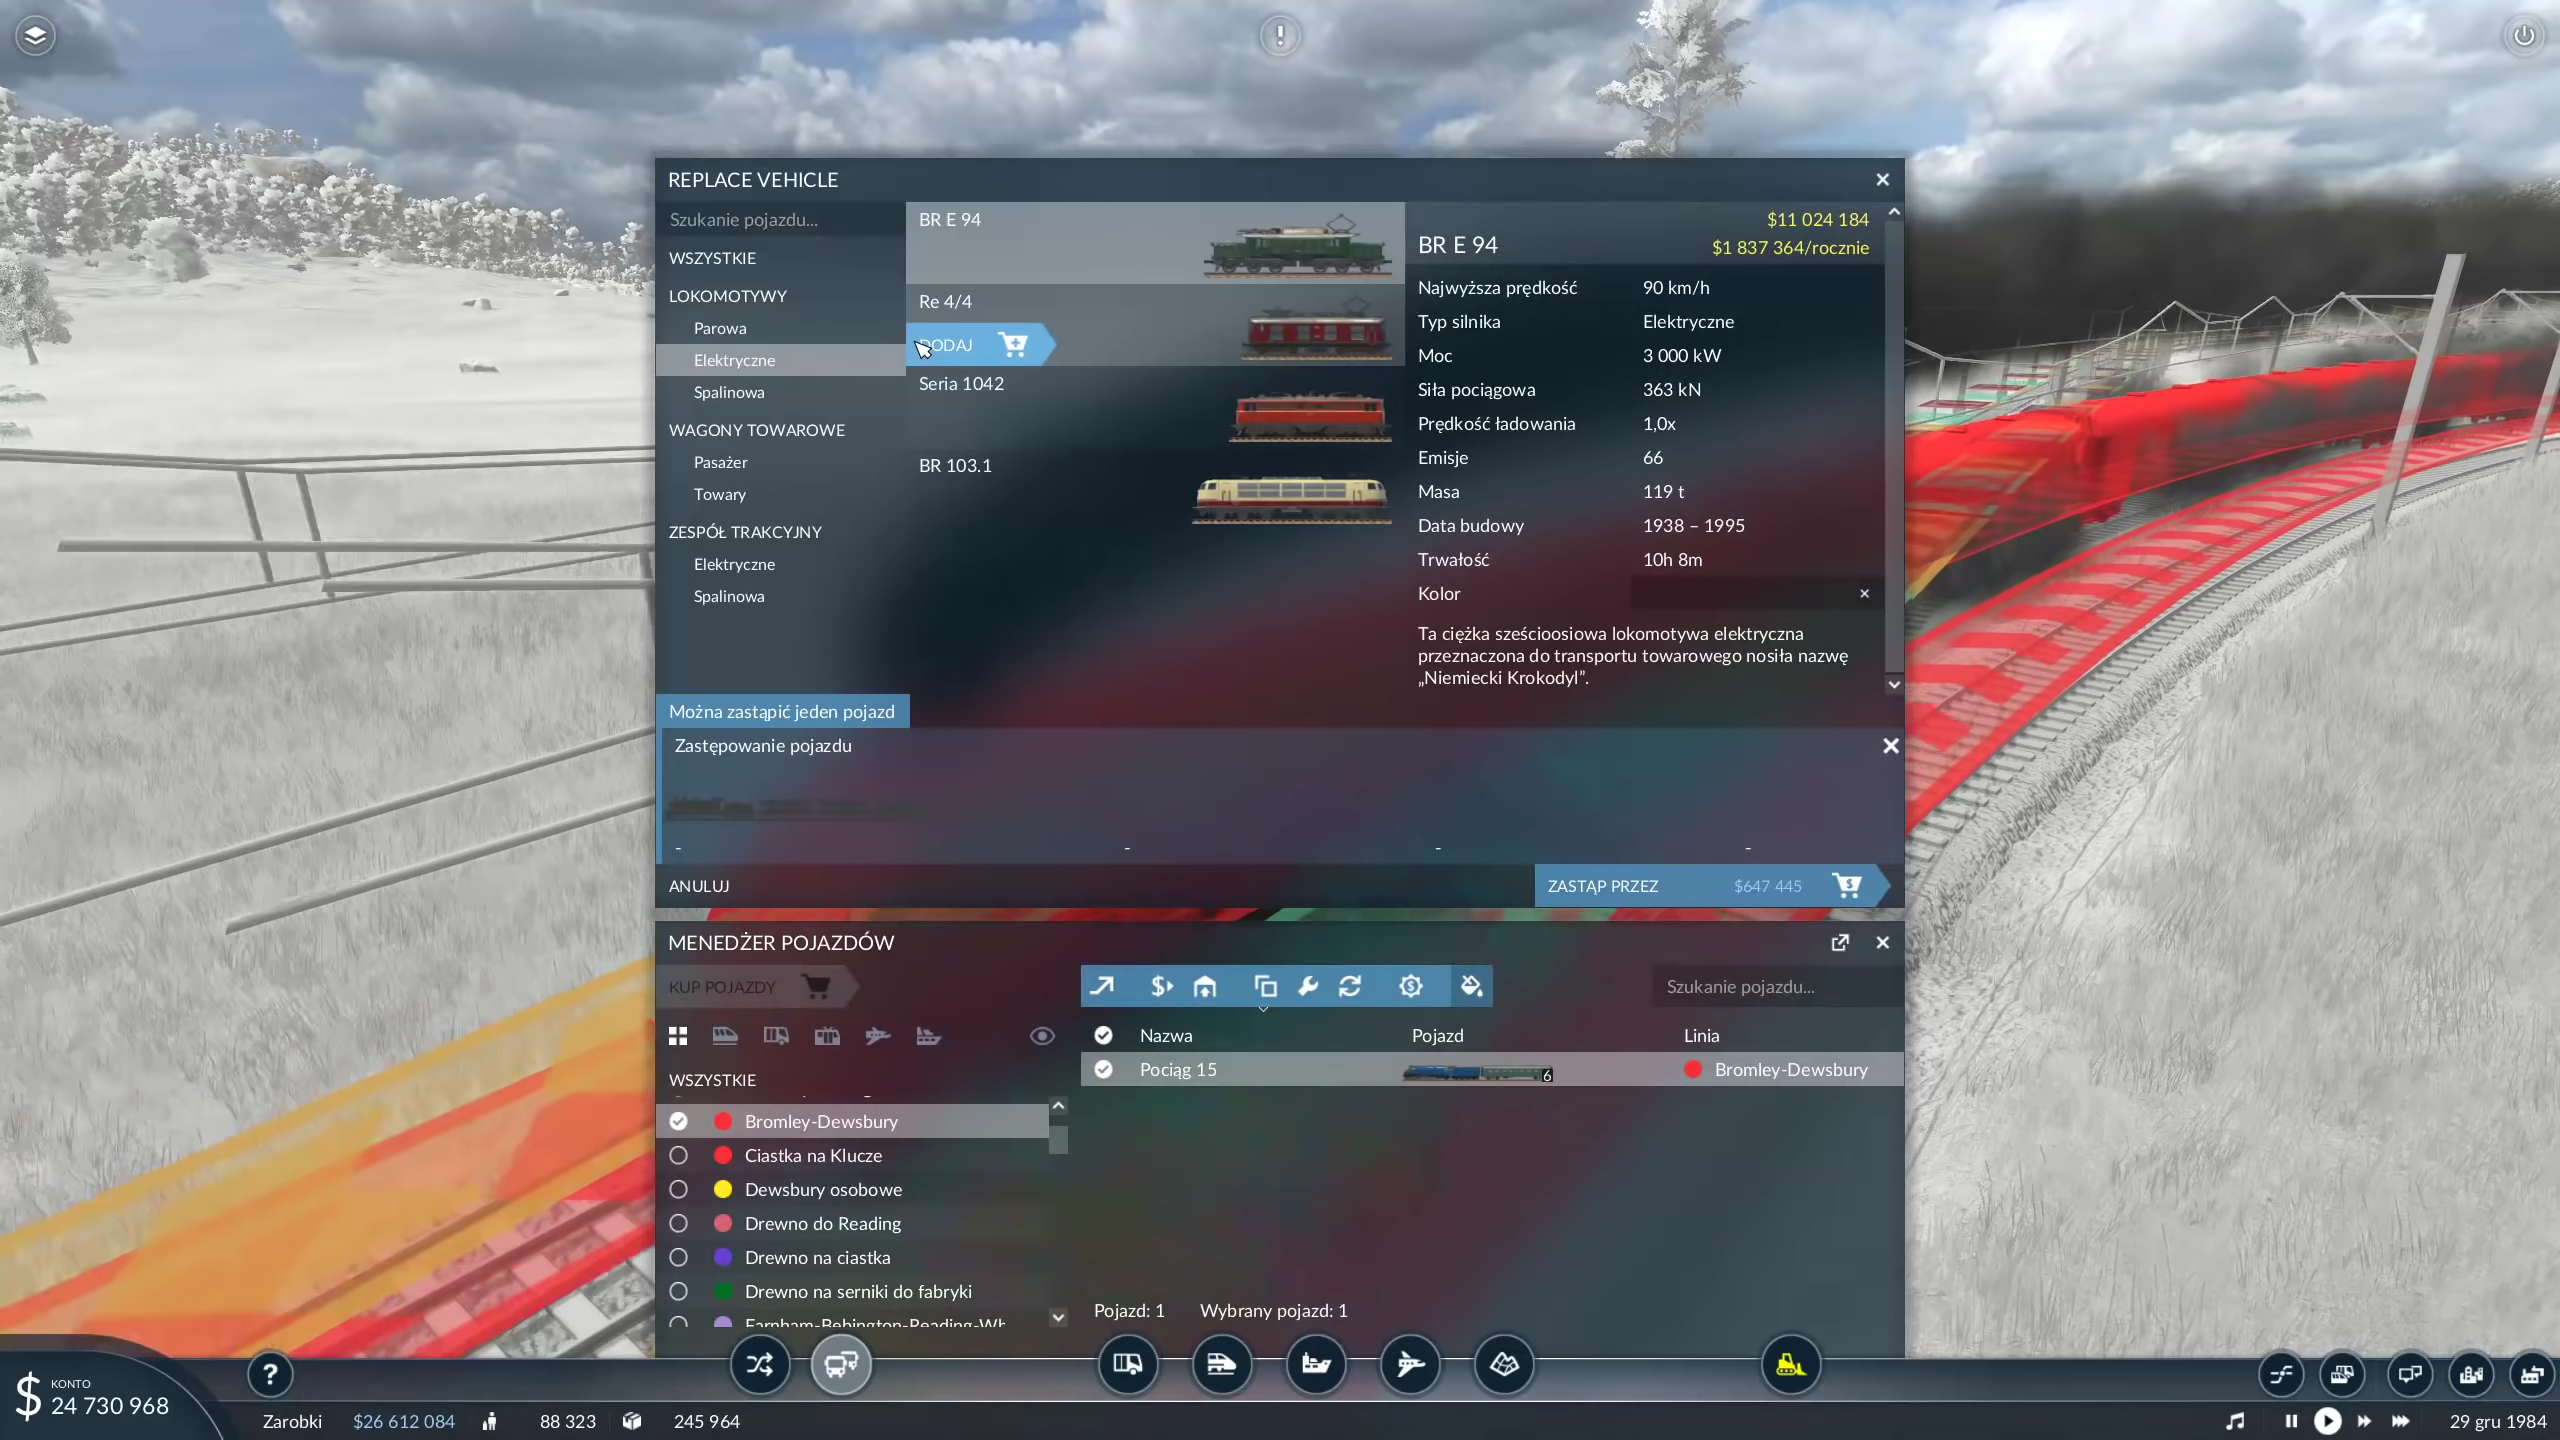 REPLACE VEHICLE
Szukanie pojazdu...
WSZYSTKIE
LOKOMOTYWY
Parowa
Elektryczne
Spalinowa
WAGONY TOWAROWE
Pasażer
Towary
ZESPÓŁ TRAKCYJNY
Elektryczne
Spalinowa
BR E 94
Re 4/4
DODAJ
Seria 1042
BR 103.1
$11 024 184
BR E 94
$1 837 364/rocznie
Najwyższa prędkość 90 km/h
Typ silnika Elektryczne
Moc 3 000 kW
Siła pociągowa 363 kN
Prędkość ładowania 1,0x
Emisje 66
Masa 119 t
Data budowy 1938 – 1995
Trwałość 10h 8m
Kolor
Ta ciężka sześcioosiowa lokomotywa elektryczna
przeznaczona do transportu towarowego nosiła nazwę
„Niemiecki Krokodyl”.
Można zastąpić jeden pojazd
Zastępowanie pojazdu
- - - -
ANULUJ
ZASTĄP PRZEZ $647 445
MENEDŻER POJAZDÓW
KUP POJAZDY
Szukanie pojazdu...
WSZYSTKIE
Bromley-Dewsbury
Ciastka na Klucze
Dewsbury osobowe
Drewno do Reading
Drewno na ciastka
Drewno na serniki do fabryki
Farnham-Bebington-Reading-Wh
Nazwa Pojazd Linia
Pociąg 15 6 Bromley-Dewsbury
Pojazd: 1 Wybrany pojazd: 1
KONTO
24 730 968
Zarobki $26 612 084 88 323 245 964
29 gru 1984